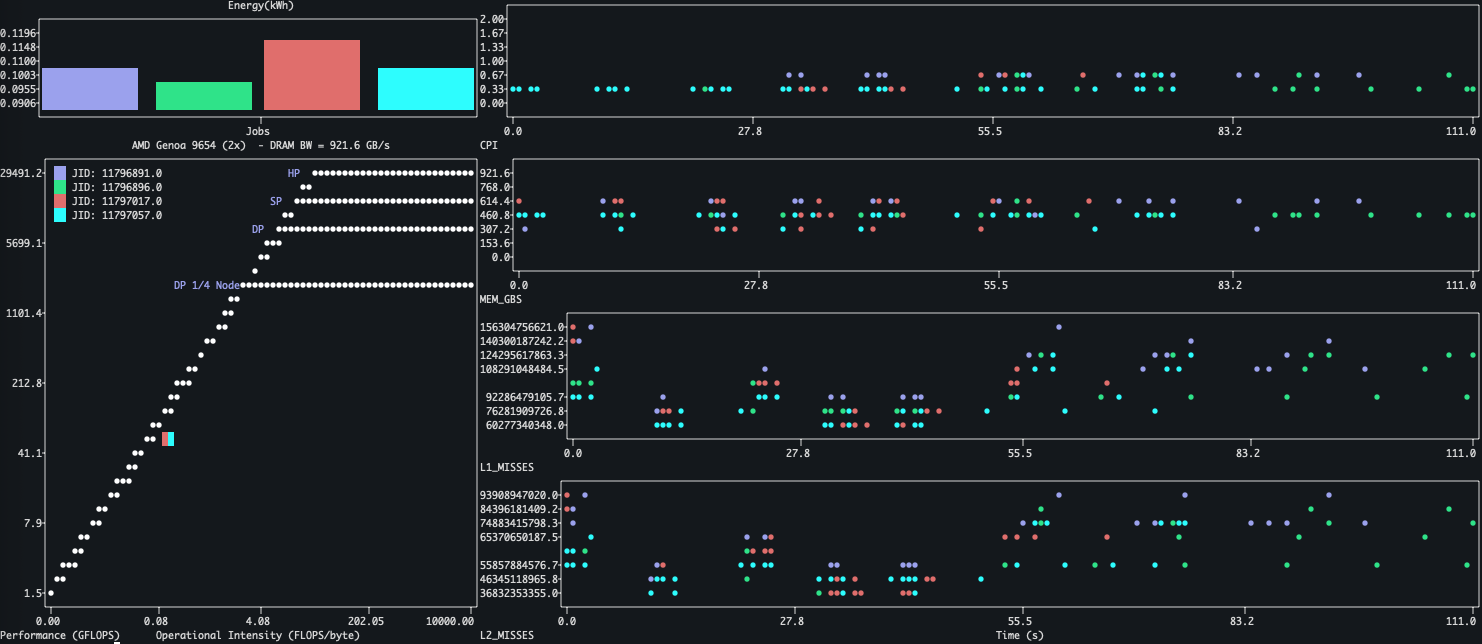 Energy(kWh)
0.1196
0.1148
0.1100
0.1003
0.0955
0.0906
Jobs
2.00
1.67
1.33
1.00
0.67
0.33
0.00
0.0 27.8 55.5 83.2 111.0
CPI
AMD Genoa 9654 (2x) - DRAM BW = 921.6 GB/s
29491.2
5699.1
1101.4
212.8
41.1
7.9
1.5
JID: 11796891.0
JID: 11796896.0
JID: 11797017.0
JID: 11797057.0
HP
SP
DP
DP 1/4 Node
0.00 0.08 4.08 202.05 10000.00
Performance (GFLOPS) Operational Intensity (FLOPS/byte)
921.6
768.0
614.4
460.8
307.2
153.6
0.0
0.0 27.8 55.5 83.2 111.0
MEM_GBS
156304756621.0
140300187242.2
124295617863.3
108291048484.5
92286479105.7
76281909726.8
60277340348.0
0.0 27.8 55.5 83.2 111.0
L1_MISSES
93908947020.0
84396181409.2
74883415798.3
65370650187.5
55857884576.7
46345118965.8
36832353355.0
0.0 27.8 55.5 83.2 111.0
L2_MISSES Time (s)